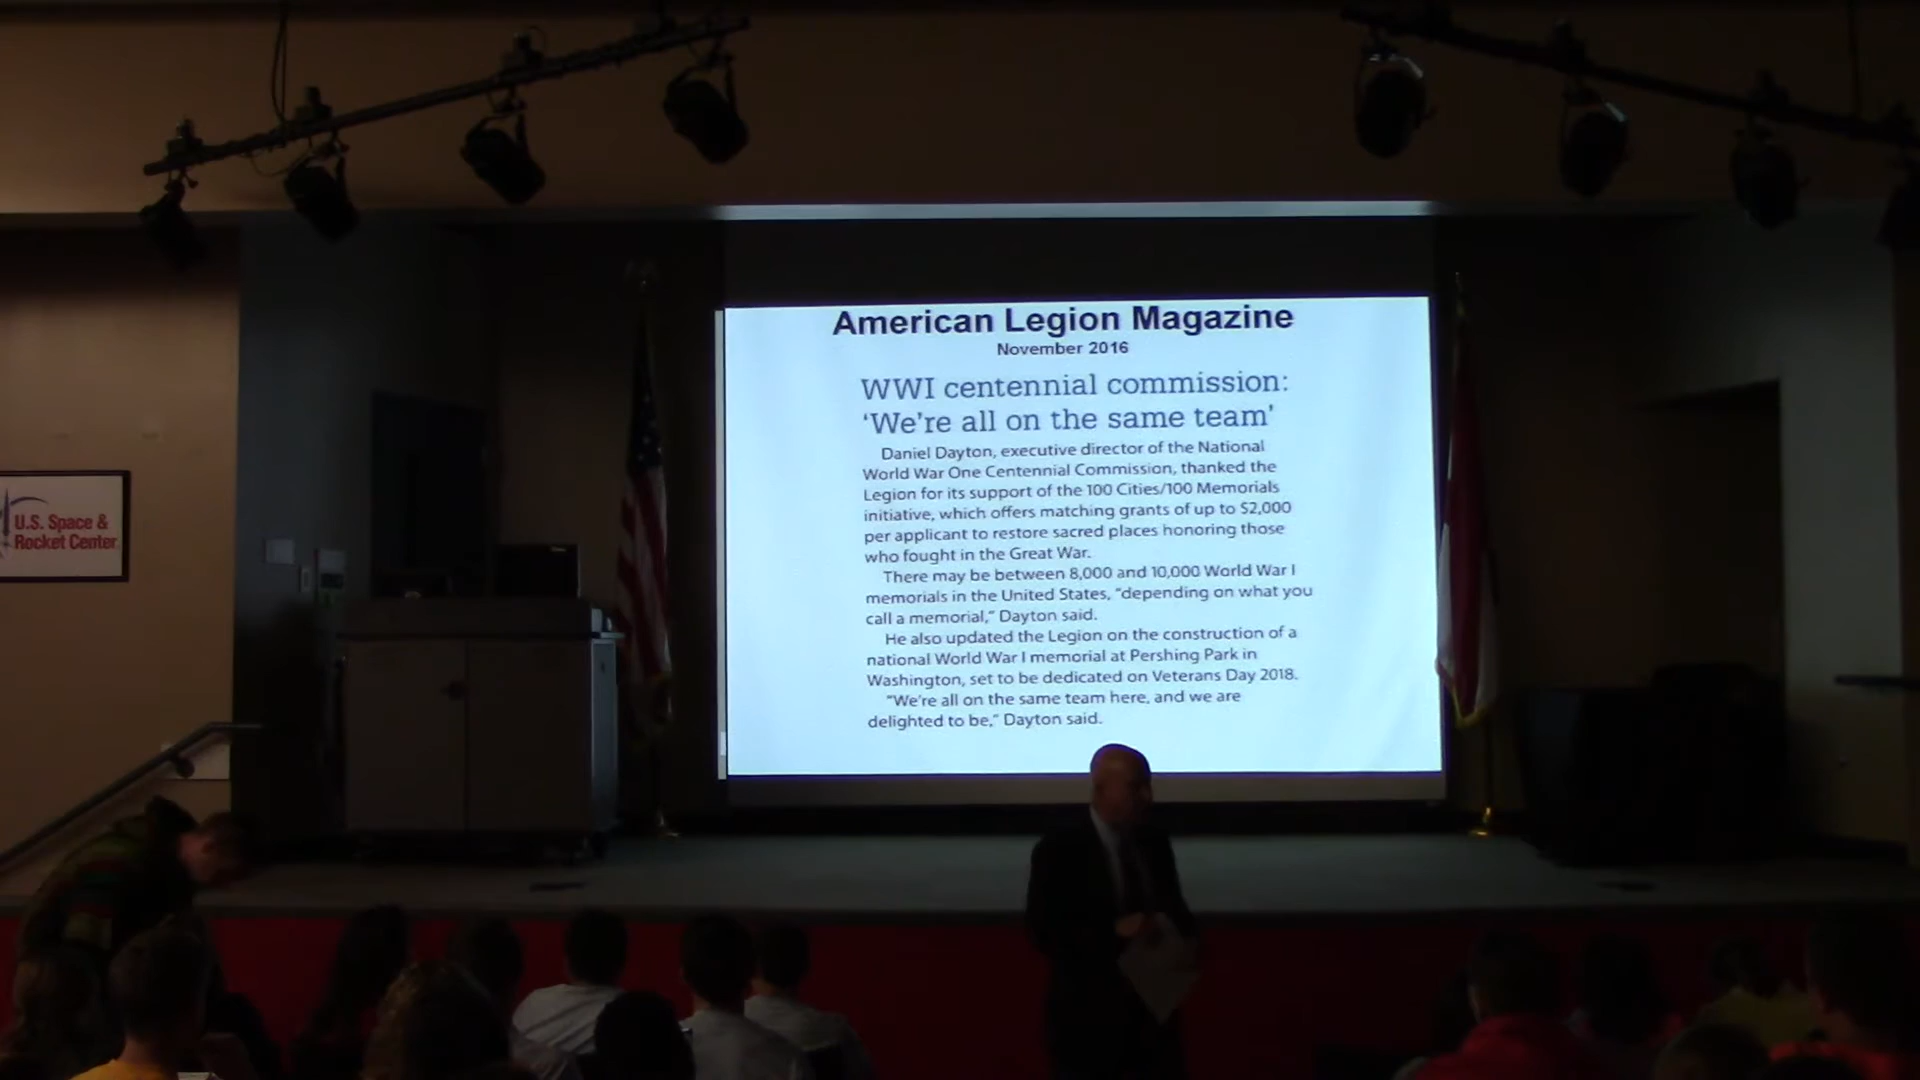 American Legion Magazine
November 2016
WWI centennial commission:
‘We're all on the same team'
Daniel Dayton, executive director of the National
World War One Centennial Commission, thanked the
Legion for its support of the 100 Cities/100 Memorials
initiative, which offers matching grants of up to $2,000
per applicant to restore sacred places honoring those
who fought in the Great War.
There may be between 8,000 and 10,000 World War I
memorials in the United States, “depending on what you
call a memorial,” Dayton said.
He also updated the Legion on the construction of a
national World War I memorial at Pershing Park in
Washington, set to be dedicated on Veterans Day 2018.
“We're all on the same team here, and we are
delighted to be,” Dayton said.
U.S. Space &
Rocket Center